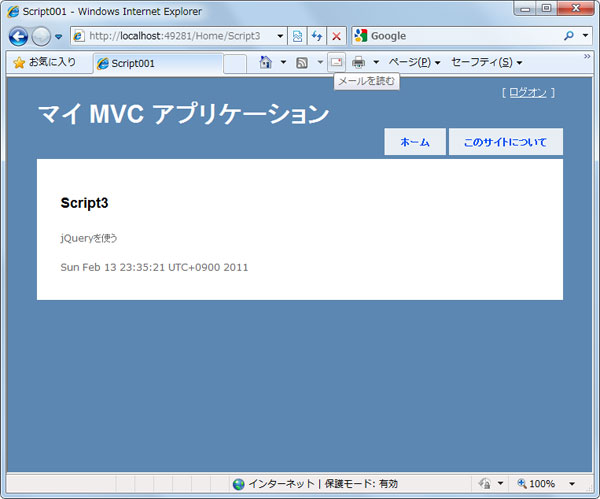 Script001 - Windows Internet Explorer
http://localhost:49281/Home/Script3
Google
お気に入り
Script001
ページ(P)
セーフティ(S)
»
メールを読む
[ ログオン ]
マイ MVC アプリケーション
ホーム
このサイトについて
Script3
jQueryを使う
Sun Feb 13 23:35:21 UTC+0900 2011
インターネット | 保護モード: 有効
100%